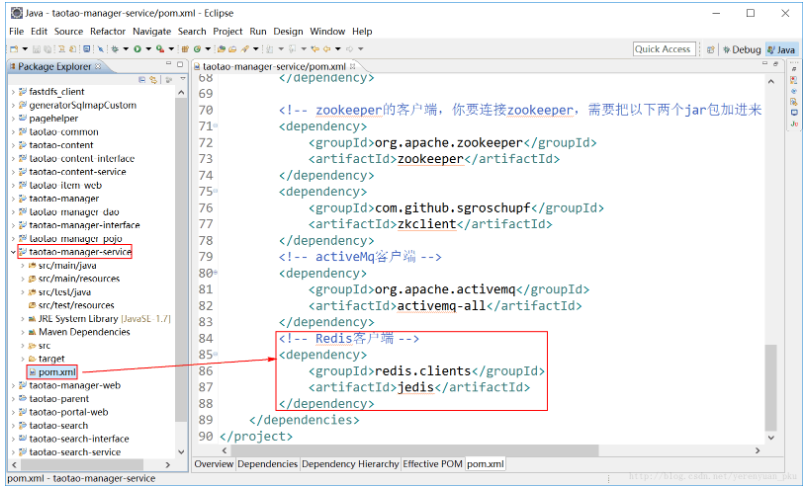 Java - taotao-manager-service/pom.xml - Eclipse
File Edit Source Refactor Navigate Search Project Run Design Window Help
Quick Access
Debug
Java
Package Explorer
fastdfs_client
generatorSqlmapCustom
pagehelper
taotao-common
taotao-content
taotao-content-interface
taotao-content-service
taotao-item-web
taotao-manager
taotao-manager-dao
taotao-manager-interface
taotao-manager-pojo
taotao-manager-service
src/main/java
src/main/resources
src/test/java
src/test/resources
JRE System Library [JavaSE-1.7]
Maven Dependencies
src
target
pom.xml
taotao-manager-web
taotao-parent
taotao-portal-web
taotao-search
taotao-search-interface
taotao-search-service
taotao-manager-service/pom.xml
68 </dependency>
69
70 <!-- zookeeper的客户端，你要连接zookeeper，需要把以下两个jar包加进来
71 <dependency>
72 <groupId>org.apache.zookeeper</groupId>
73 <artifactId>zookeeper</artifactId>
74 </dependency>
75 <dependency>
76 <groupId>com.github.sgroschupf</groupId>
77 <artifactId>zkclient</artifactId>
78 </dependency>
79 <!-- activeMq客户端 -->
80 <dependency>
81 <groupId>org.apache.activemq</groupId>
82 <artifactId>activemq-all</artifactId>
83 </dependency>
84 <!-- Redis客户端 -->
85 <dependency>
86 <groupId>redis.clients</groupId>
87 <artifactId>jedis</artifactId>
88 </dependency>
89 </dependencies>
90 </project>
Overview Dependencies Dependency Hierarchy Effective POM pom.xml
pom.xml - taotao-manager-service